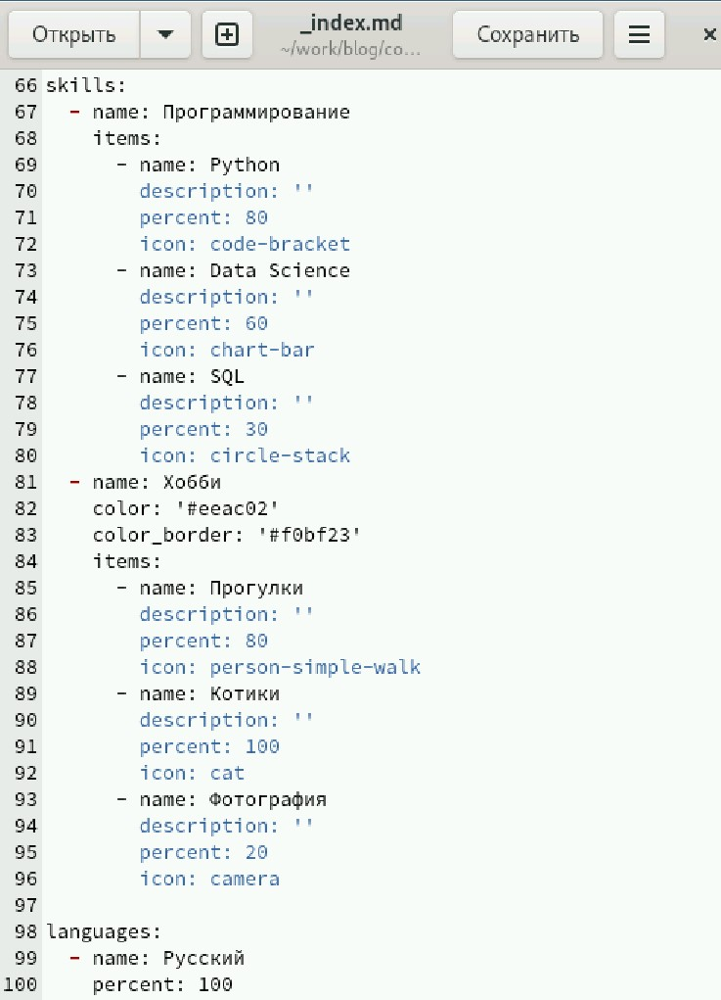 Открыть
_index.md
~/work/blog/co...
Сохранить
66 skills:
67   - name: Программирование
68     items:
69       - name: Python
70         description: ''
71         percent: 80
72         icon: code-bracket
73       - name: Data Science
74         description: ''
75         percent: 60
76         icon: chart-bar
77       - name: SQL
78         description: ''
79         percent: 30
80         icon: circle-stack
81   - name: Хобби
82     color: '#eeac02'
83     color_border: '#f0bf23'
84     items:
85       - name: Прогулки
86         description: ''
87         percent: 80
88         icon: person-simple-walk
89       - name: Котики
90         description: ''
91         percent: 100
92         icon: cat
93       - name: Фотография
94         description: ''
95         percent: 20
96         icon: camera
97
98 languages:
99   - name: Русский
100     percent: 100